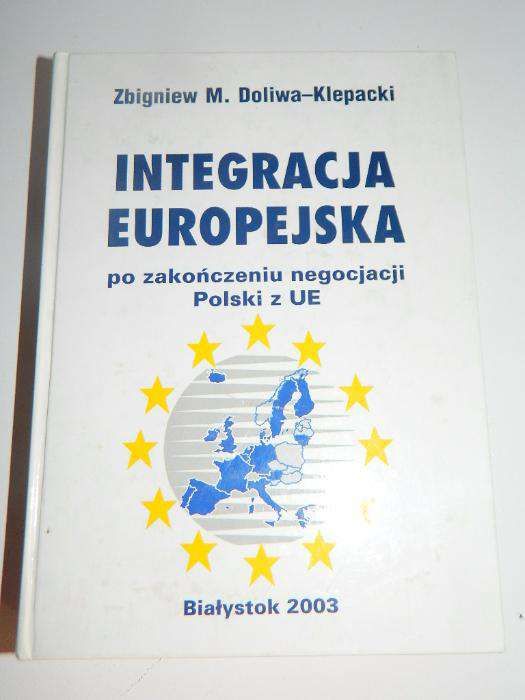 Zbigniew M. Doliwa–Klepacki
INTEGRACJA
EUROPEJSKA
po zakończeniu negocjacji
Polski z UE
Białystok 2003